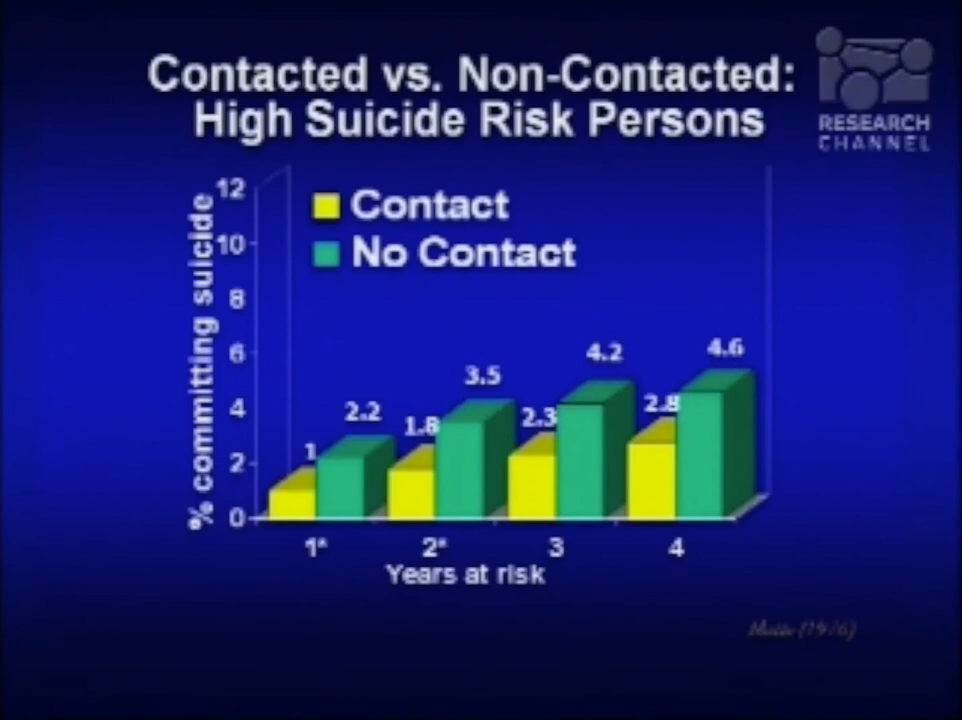 Contacted vs. Non-Contacted:
High Suicide Risk Persons
RESEARCH
CHANNEL
% committing suicide
12
10
8
6
4
2
0
Contact
No Contact
1
2.2
1.8
3.5
2.3
4.2
2.8
4.6
1* 2* 3 4
Years at risk